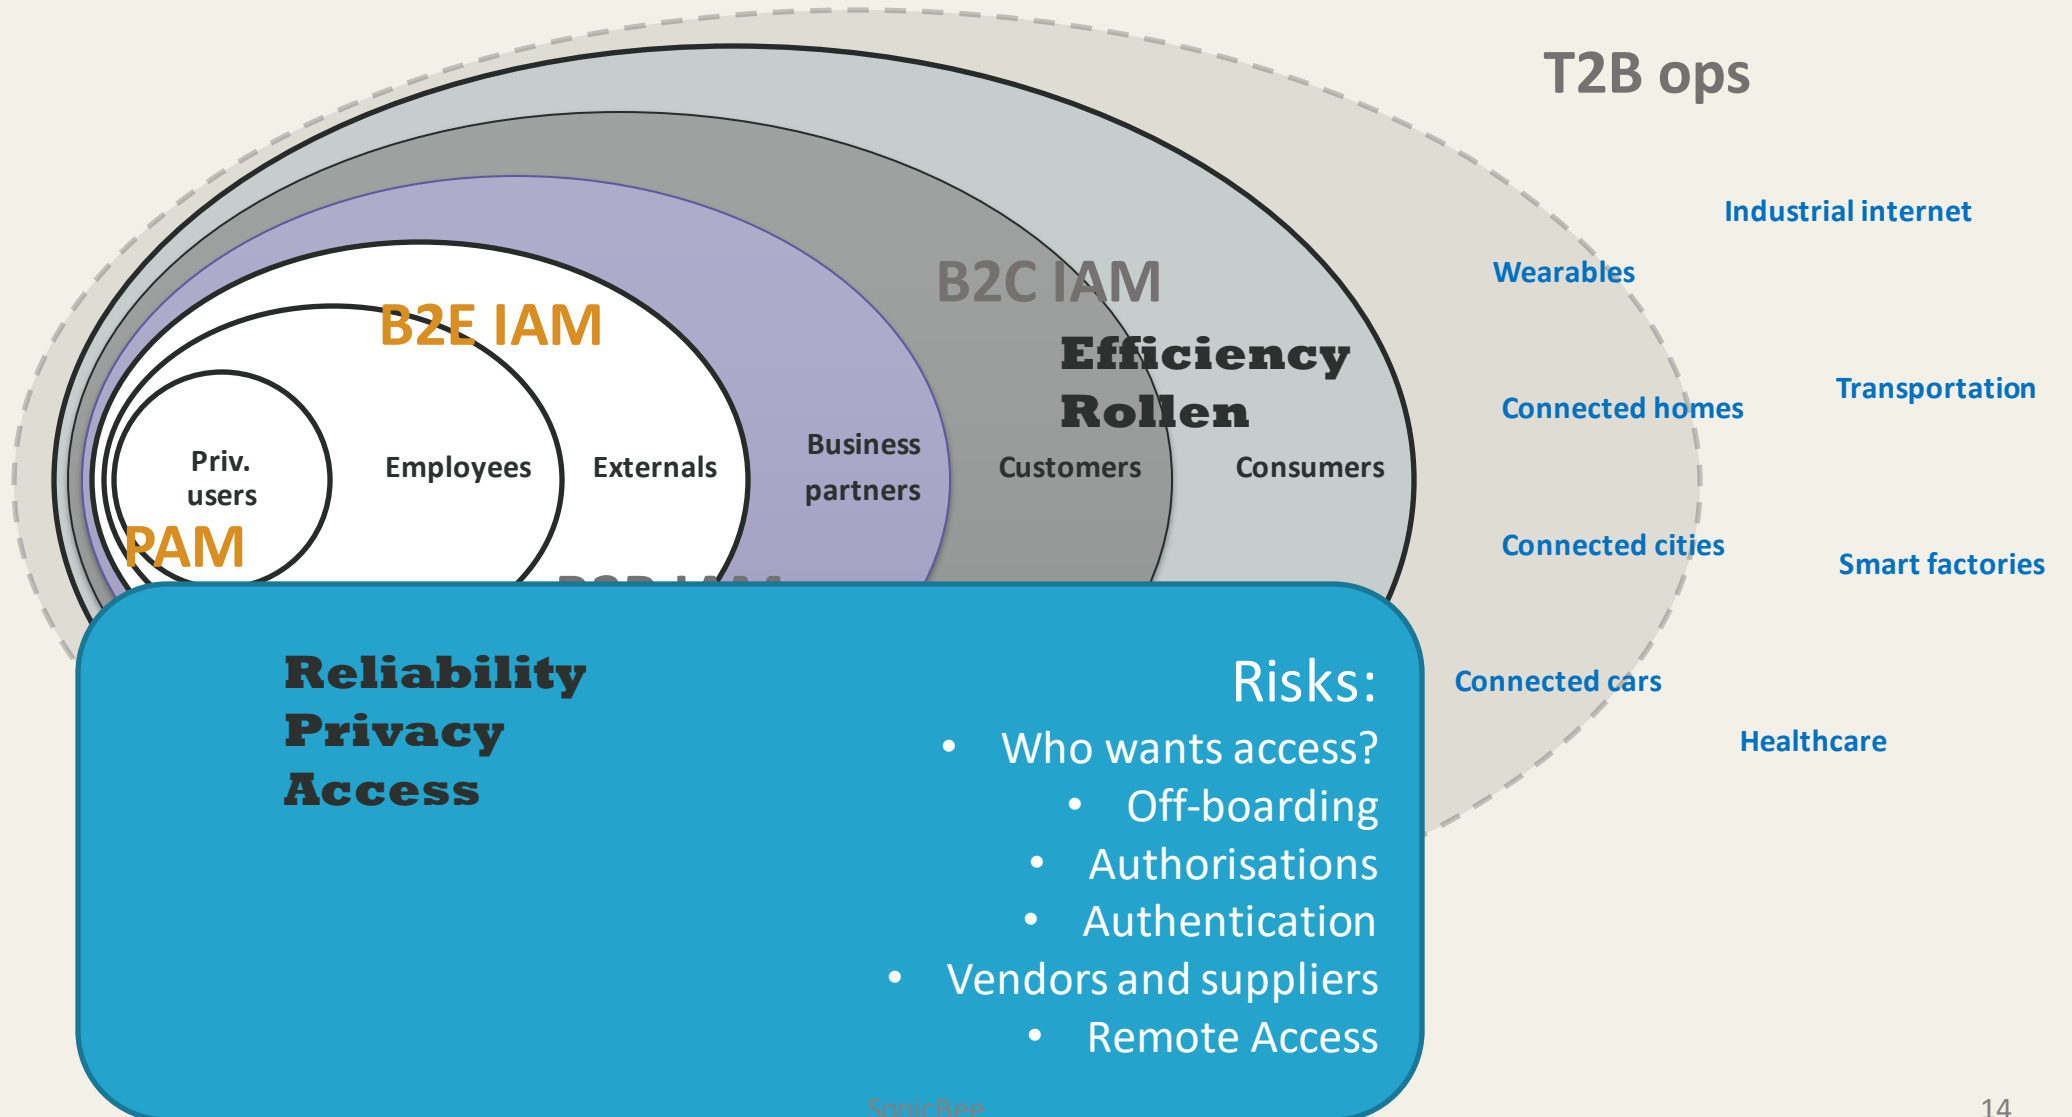 T2B ops
Industrial internet
Wearables
B2C IAM
B2E IAM
Efficiency
Rollen
Transportation
Connected homes
Priv.
users
Employees
Externals
Business
partners
Customers
Consumers
PAM
Connected cities
Smart factories
Reliability
Privacy
Access
Risks:
• Who wants access?
• Off-boarding
• Authorisations
• Authentication
• Vendors and suppliers
• Remote Access
Connected cars
Healthcare
SonicBee
14